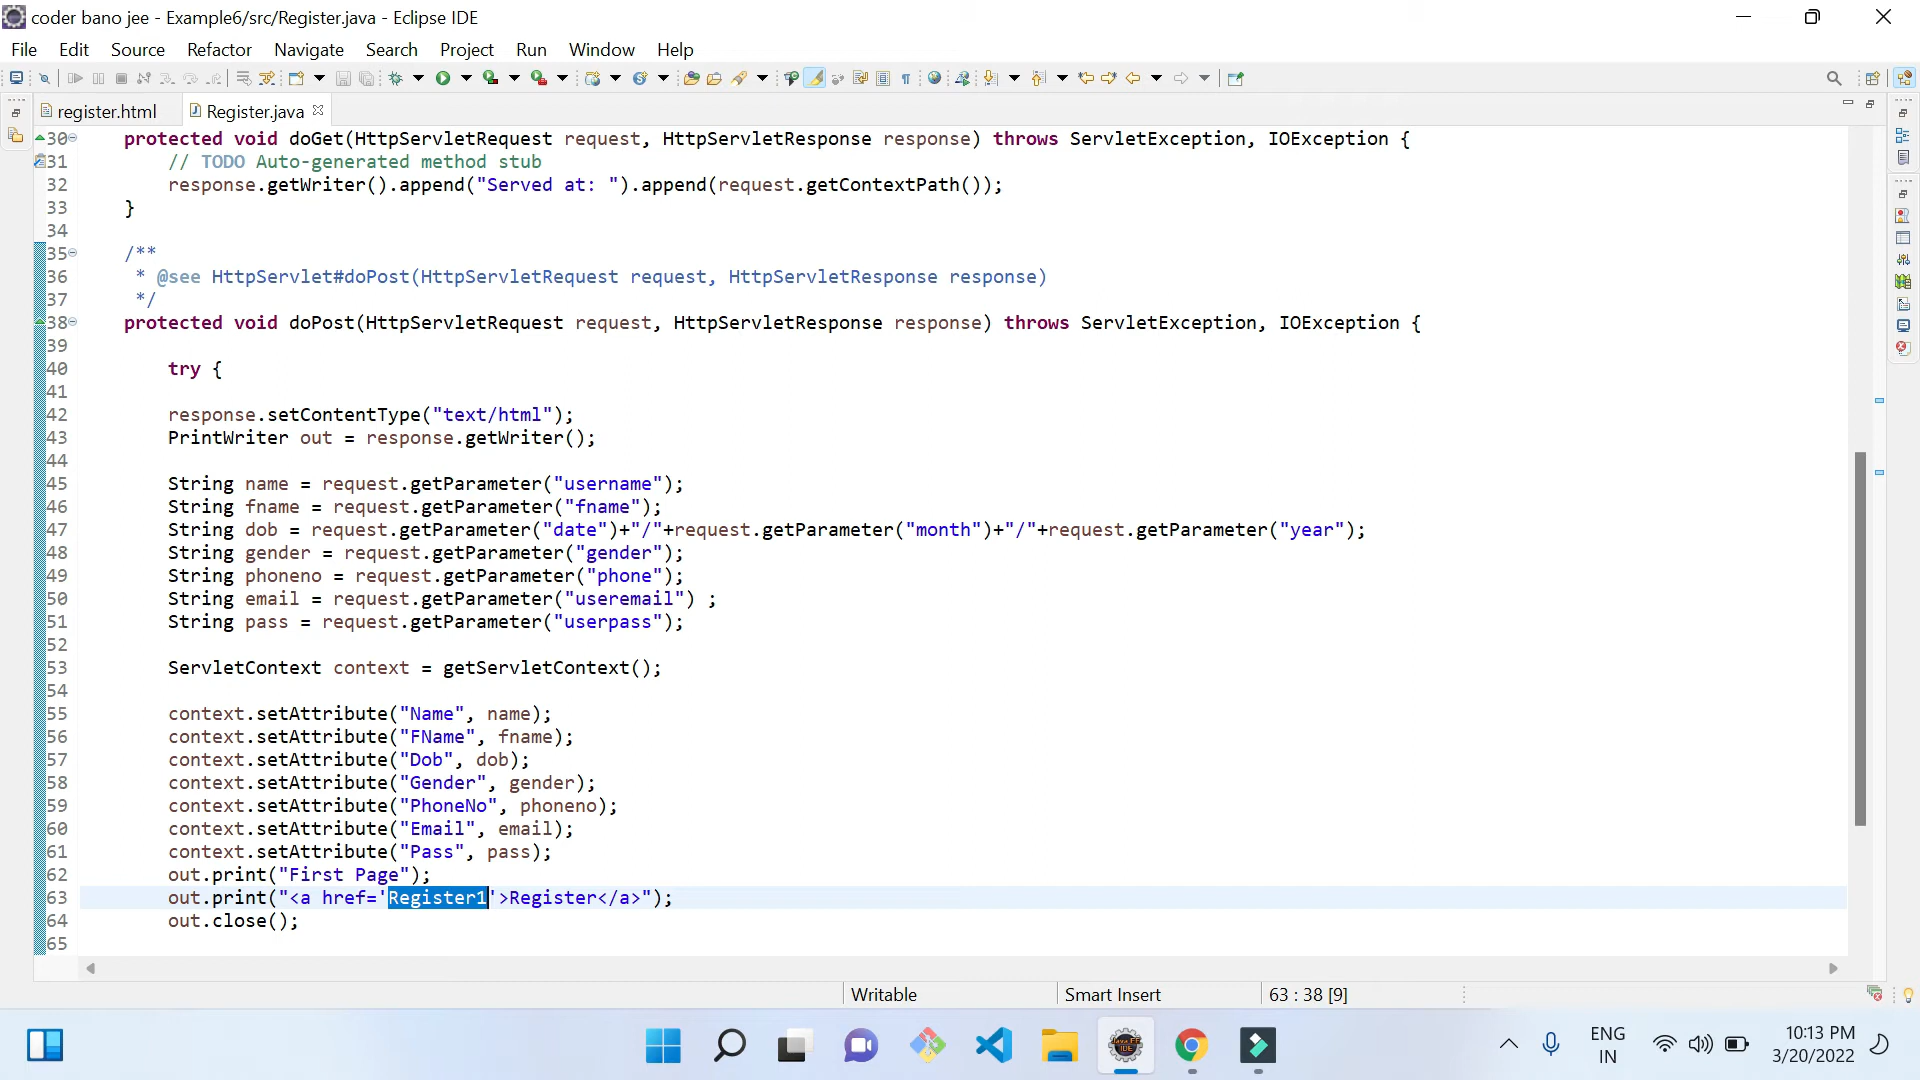 coder bano jee - Example6/src/Register.java - Eclipse IDE
File Edit Source Refactor Navigate Search Project Run Window Help
register.html Register.java
30 protected void doGet(HttpServletRequest request, HttpServletResponse response) throws ServletException, IOException {
31 // TODO Auto-generated method stub
32 response.getWriter().append("Served at: ").append(request.getContextPath());
33 }
34
35 /**
36 * @see HttpServlet#doPost(HttpServletRequest request, HttpServletResponse response)
37 */
38 protected void doPost(HttpServletRequest request, HttpServletResponse response) throws ServletException, IOException {
39
40 try {
41
42 response.setContentType("text/html");
43 PrintWriter out = response.getWriter();
44
45 String name = request.getParameter("username");
46 String fname = request.getParameter("fname");
47 String dob = request.getParameter("date")+"/"+request.getParameter("month")+"/"+request.getParameter("year");
48 String gender = request.getParameter("gender");
49 String phoneno = request.getParameter("phone");
50 String email = request.getParameter("useremail") ;
51 String pass = request.getParameter("userpass");
52
53 ServletContext context = getServletContext();
54
55 context.setAttribute("Name", name);
56 context.setAttribute("FName", fname);
57 context.setAttribute("Dob", dob);
58 context.setAttribute("Gender", gender);
59 context.setAttribute("PhoneNo", phoneno);
60 context.setAttribute("Email", email);
61 context.setAttribute("Pass", pass);
62 out.print("First Page");
63 out.print("<a href='Register1'>Register</a>");
64 out.close();
65
Writable Smart Insert 63 : 38 [9]
ENG 10:13 PM
IN 3/20/2022